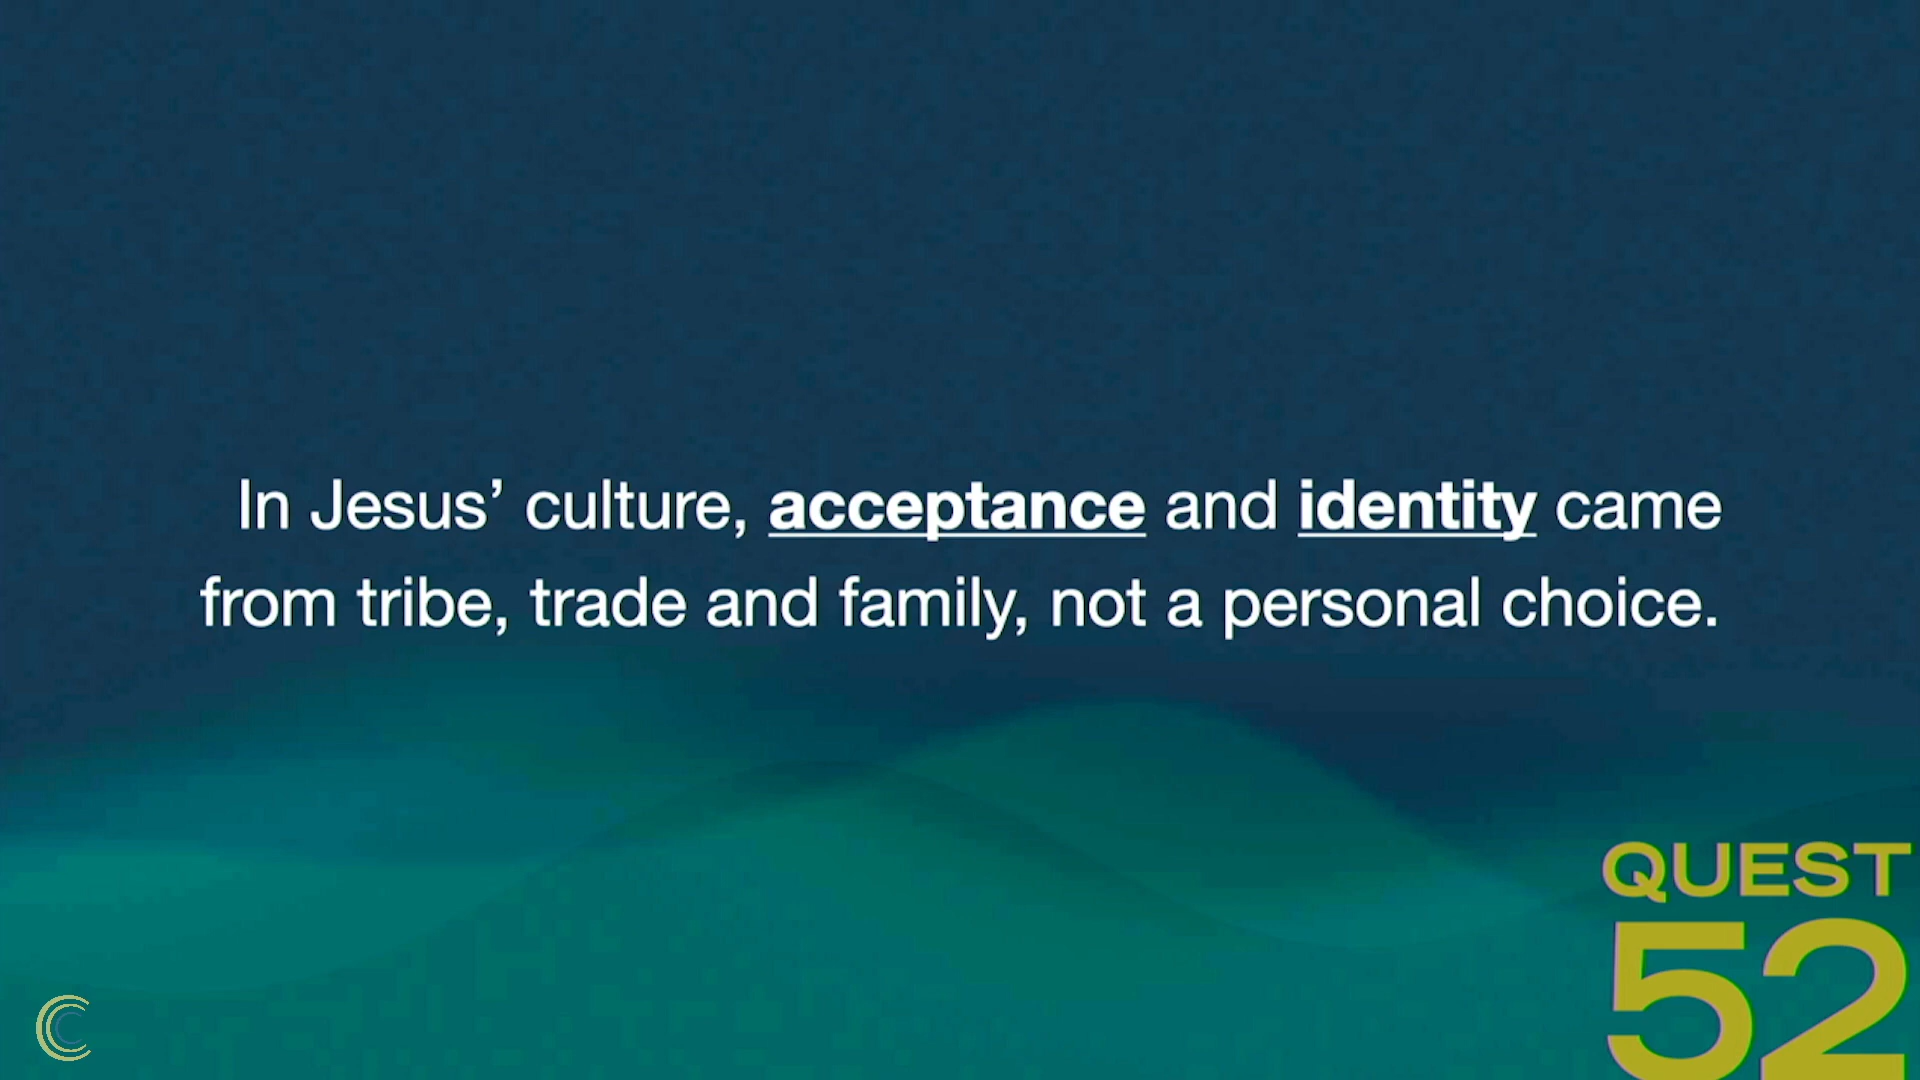 In Jesus’ culture, acceptance and identity came
from tribe, trade and family, not a personal choice.
QUEST
52